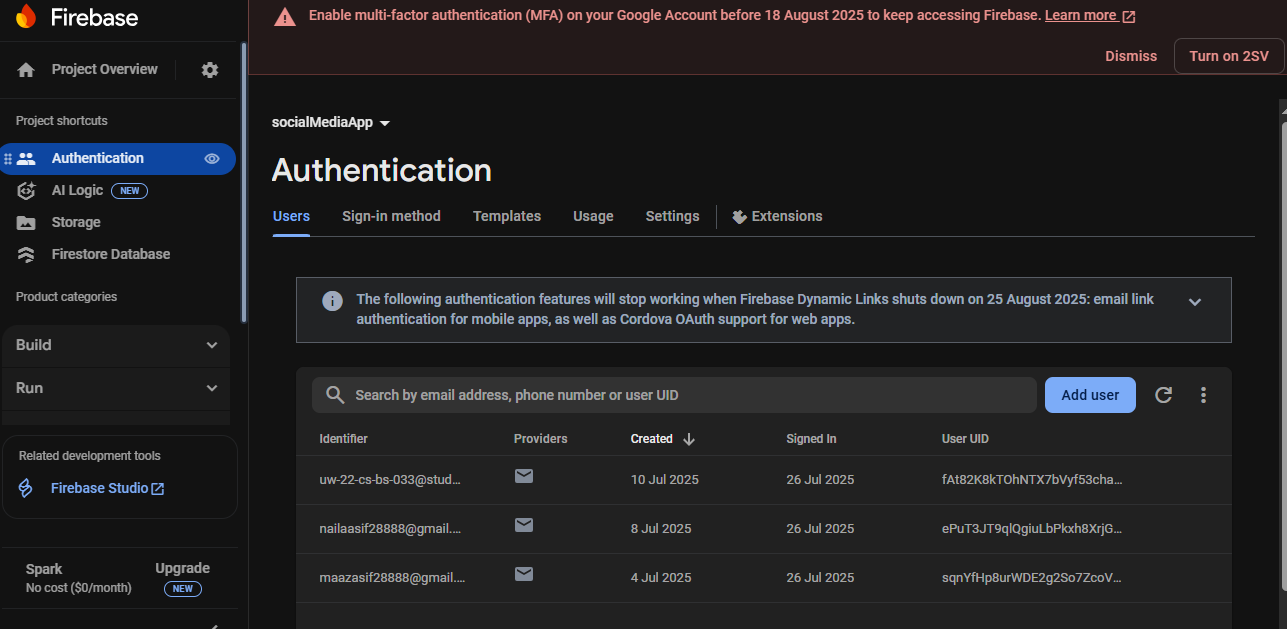 Firebase
Enable multi-factor authentication (MFA) on your Google Account before 18 August 2025 to keep accessing Firebase. Learn more
Dismiss
Turn on 2SV
Project Overview
Project shortcuts
Authentication
AI Logic NEW
Storage
Firestore Database
Product categories
Build
Run
Related development tools
Firebase Studio
Spark
No cost ($0/month)
Upgrade
NEW
socialMediaApp
Authentication
Users Sign-in method Templates Usage Settings Extensions
The following authentication features will stop working when Firebase Dynamic Links shuts down on 25 August 2025: email link
authentication for mobile apps, as well as Cordova OAuth support for web apps.
Search by email address, phone number or user UID
Add user
Identifier Providers Created Signed In User UID
uw-22-cs-bs-033@stud… 10 Jul 2025 26 Jul 2025 fAt82K8kTOhNTX7bVyf53cha…
nailaasif28888@gmail.… 8 Jul 2025 26 Jul 2025 ePuT3JT9qlQgiuLbPkxh8XrjG…
maazasif28888@gmail.… 4 Jul 2025 26 Jul 2025 sqnYfHp8urWDE2g2So7ZcoV…